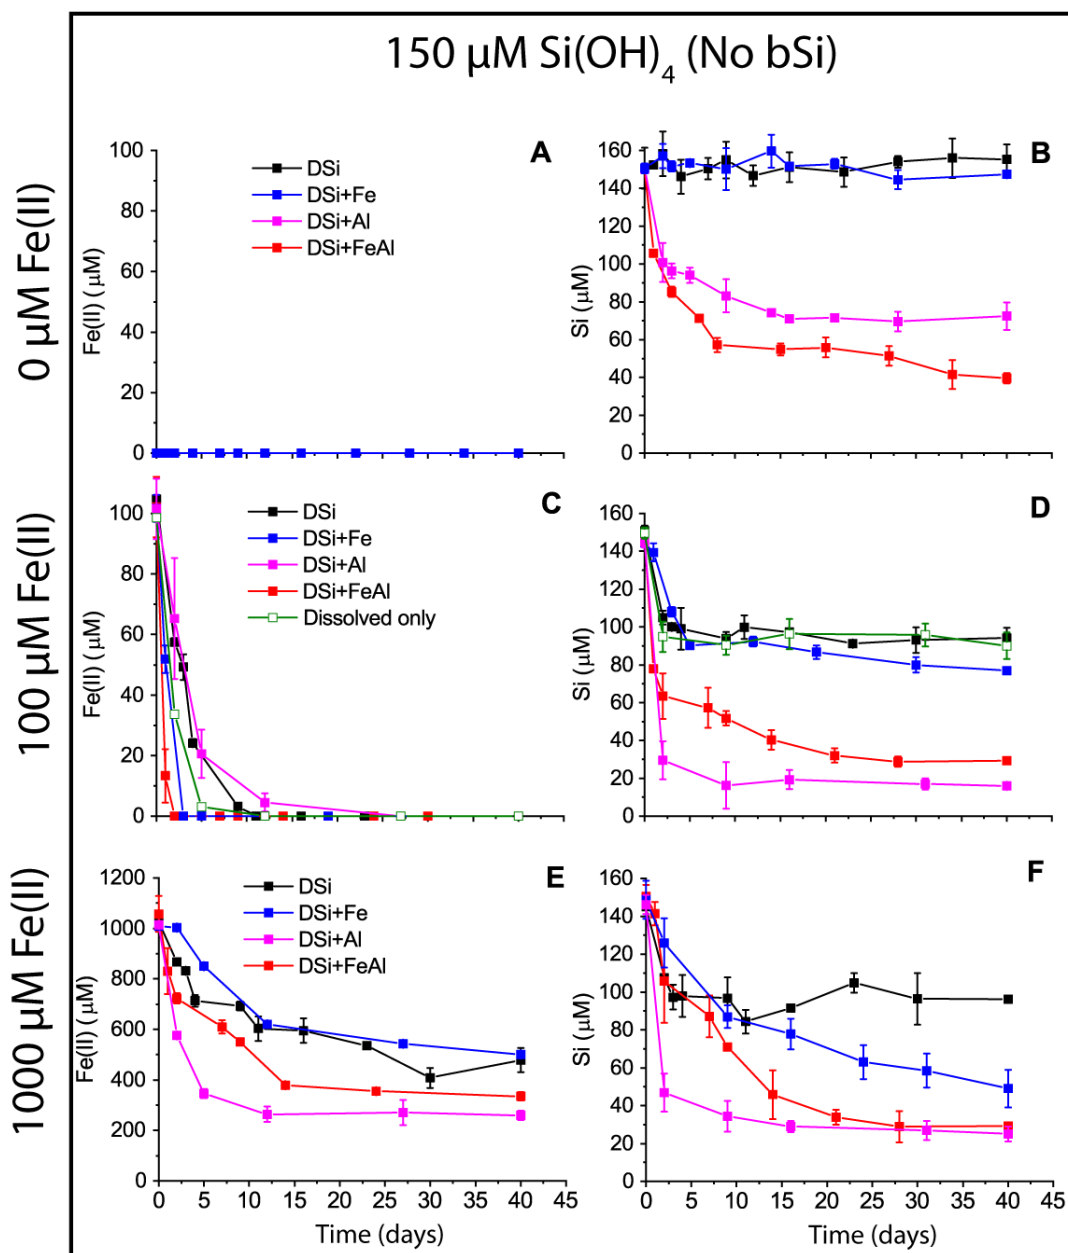 150 μM Si(OH)4 (No bSi)
0 μM Fe(II)
100 μM Fe(II)
1000 μM Fe(II)
A
Fe(II) (μM)
100
80
60
40
20
0
DSi
DSi+Fe
DSi+Al
DSi+FeAl
B
Si (μM)
160
140
120
100
80
60
40
20
0
C
Fe(II) (μM)
100
80
60
40
20
0
DSi
DSi+Fe
DSi+Al
DSi+FeAl
Dissolved only
D
Si (μM)
160
140
120
100
80
60
40
20
0
E
Fe(II) (μM)
1200
1000
800
600
400
200
0
DSi
DSi+Fe
DSi+Al
DSi+FeAl
0 5 10 15 20 25 30 35 40 45
Time (days)
F
Si (μM)
160
140
120
100
80
60
40
20
0
0 5 10 15 20 25 30 35 40 45
Time (days)